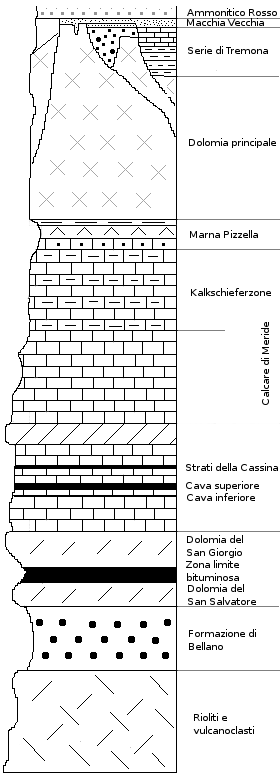 Ammonitico Rosso
Macchia Vecchia
Serie di Tremona
Dolomia principale
Marna Pizzella
Kalkschieferzone
Calcare di Meride
Strati della Cassina
Cava superiore
Cava inferiore
Dolomia del
San Giorgio
Zona limite
bituminosa
Dolomia del
San Salvatore
Formazione di
Bellano
Rioliti e
vulcanoclasti